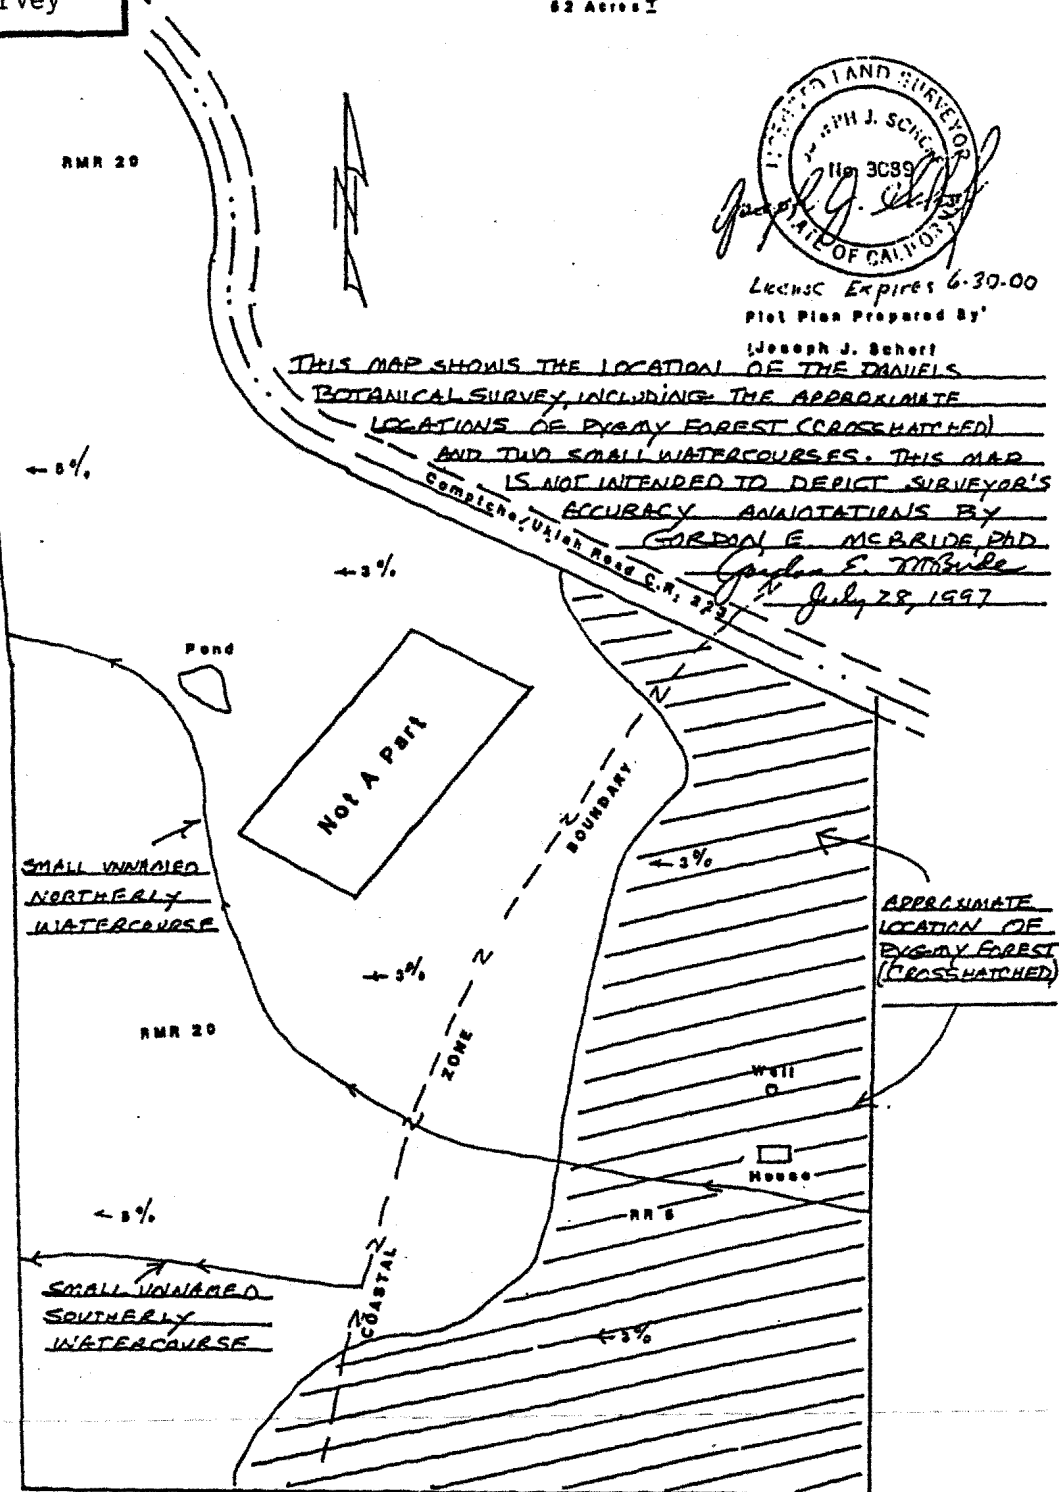 rvey
62 Acres ±
RMR 20
LAND SURVEYOR
No. 3089
STATE OF CALIFORNIA
License Expires 6-30-00
Plot Plan Prepared By
Joseph J. Scherf
THIS MAP SHOWS THE LOCATION OF THE DANIELS
BOTANICAL SURVEY, INCLUDING THE APPROXIMATE
LOCATIONS OF PYGMY FOREST (CROSSHATCHED)
AND TWO SMALL WATERCOURSES. THIS MAP
IS NOT INTENDED TO DEPICT SURVEYOR'S
ACCURACY ANNOTATIONS BY
GORDON E. MCBRIDE, PhD
Gordon E. McBride
July 28, 1997
Comptche/Ukiah Road C.R. 223
← 5%
← 3%
Pond
Not A Part
BOUNDARY
← 3%
SMALL UNNAMED
NORTHERLY
WATERCOURSE
APPROXIMATE
LOCATION OF
PYGMY FOREST
(CROSSHATCHED)
← 3%
RMR 20
ZONE
Well
House
RR 5
← 5%
COASTAL
SMALL UNNAMED
SOUTHERLY
WATERCOURSE
← 3%